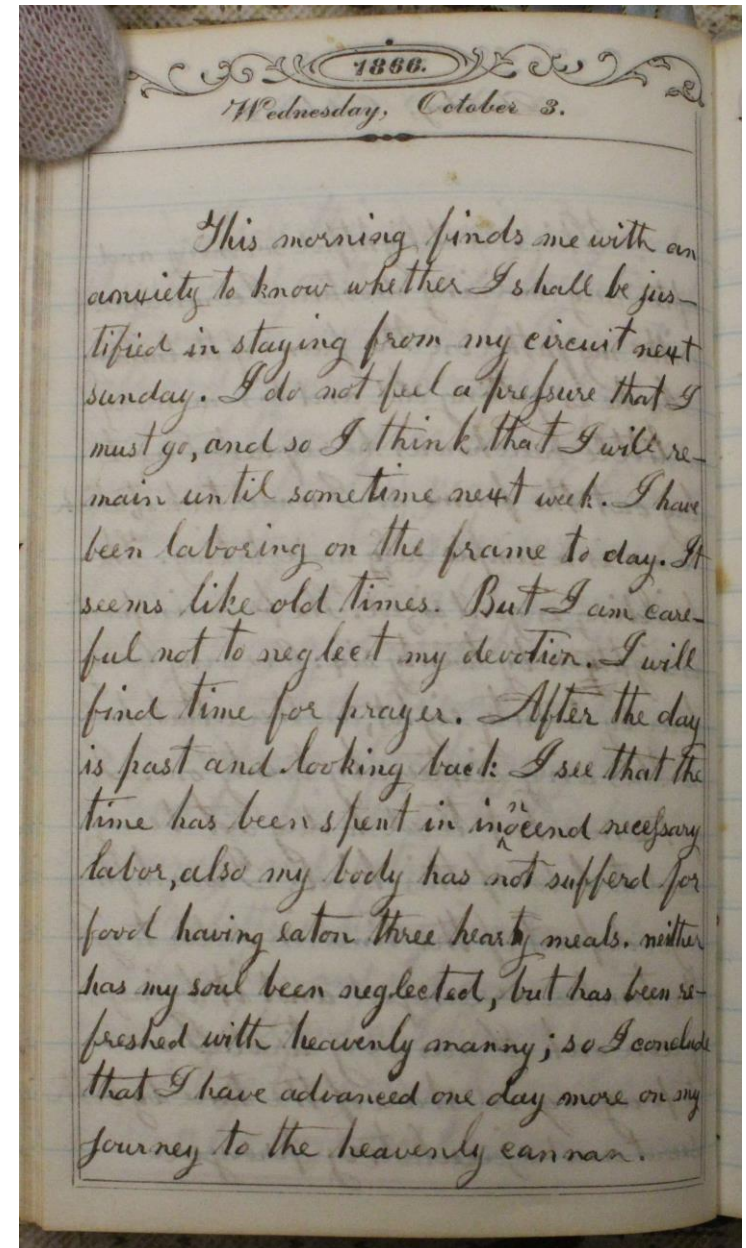 1866.
Wednesday, October 3.
This morning finds me with an
anxiety to know whether I shall be jus-
tified in staying from my circuit next
sunday. I do not feel a pressure that I
must go, and so I think that I will re-
main until sometime next week. I have
been laboring on the frame to day. It
seems like old times. But I am care-
ful not to neglect my devotion. I will
find time for prayer. After the day
is past and looking back I see that the
time has been spent in innocend necessary
labor, also my body has not sufferd for
food having eaton three hearty meals. neither
has my soul been neglected, but has been re-
freshed with heavenly manny; so I conclude
that I have advanced one day more on my
journey to the heavenly cannan.